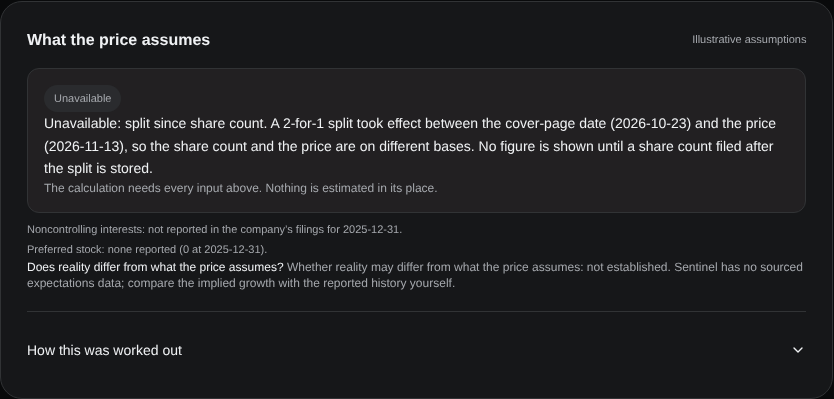 What the price assumes
Illustrative assumptions
Unavailable
Unavailable: split since share count. A 2-for-1 split took effect between the cover-page date (2026-10-23) and the price
(2026-11-13), so the share count and the price are on different bases. No figure is shown until a share count filed after
the split is stored.
The calculation needs every input above. Nothing is estimated in its place.
Noncontrolling interests: not reported in the company's filings for 2025-12-31.
Preferred stock: none reported (0 at 2025-12-31).
Does reality differ from what the price assumes? Whether reality may differ from what the price assumes: not established. Sentinel has no sourced
expectations data; compare the implied growth with the reported history yourself.
How this was worked out